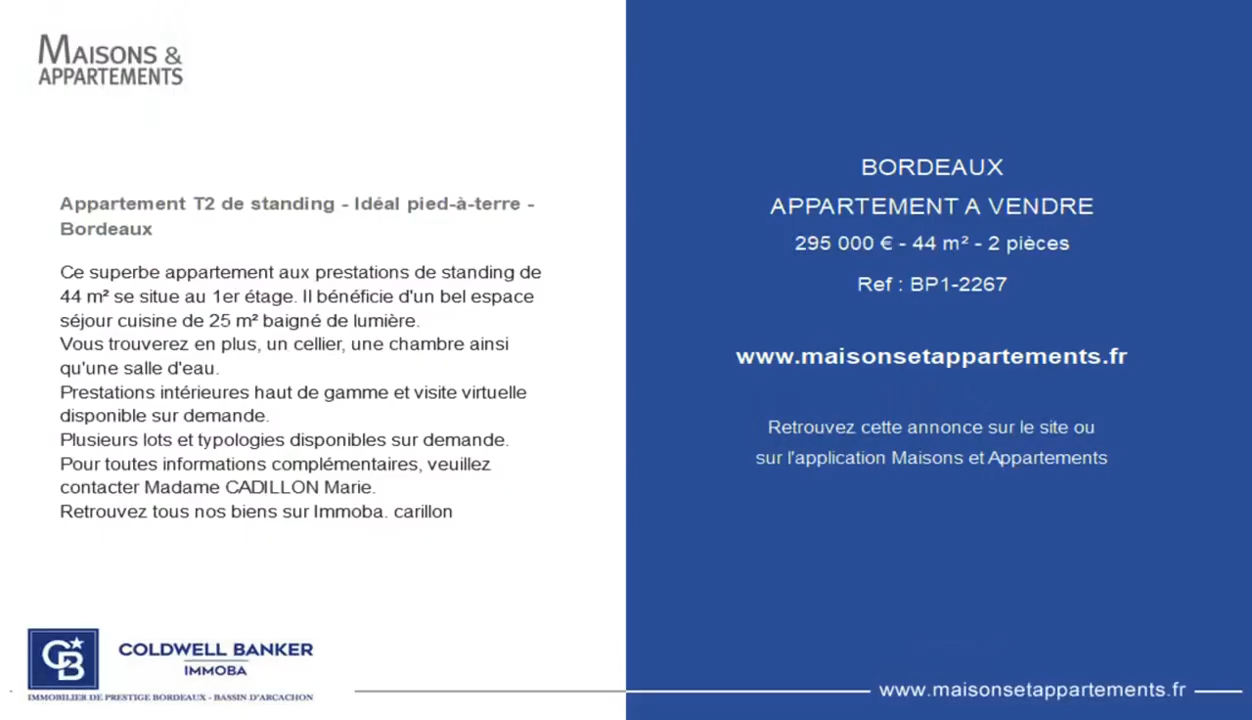 MAISONS &
APPARTEMENTS
Appartement T2 de standing - Idéal pied-à-terre -
Bordeaux
Ce superbe appartement aux prestations de standing de
44 m² se situe au 1er étage. Il bénéficie d'un bel espace
séjour cuisine de 25 m² baigné de lumière.
Vous trouverez en plus, un cellier, une chambre ainsi
qu'une salle d'eau.
Prestations intérieures haut de gamme et visite virtuelle
disponible sur demande.
Plusieurs lots et typologies disponibles sur demande.
Pour toutes informations complémentaires, veuillez
contacter Madame CADILLON Marie.
Retrouvez tous nos biens sur Immoba. carillon
CB
COLDWELL BANKER
IMMOBA
IMMOBILIER DE PRESTIGE BORDEAUX - BASSIN D'ARCACHON
BORDEAUX
APPARTEMENT A VENDRE
295 000 € - 44 m² - 2 pièces
Ref : BP1-2267
www.maisonsetappartements.fr
Retrouvez cette annonce sur le site ou
sur l'application Maisons et Appartements
www.maisonsetappartements.fr